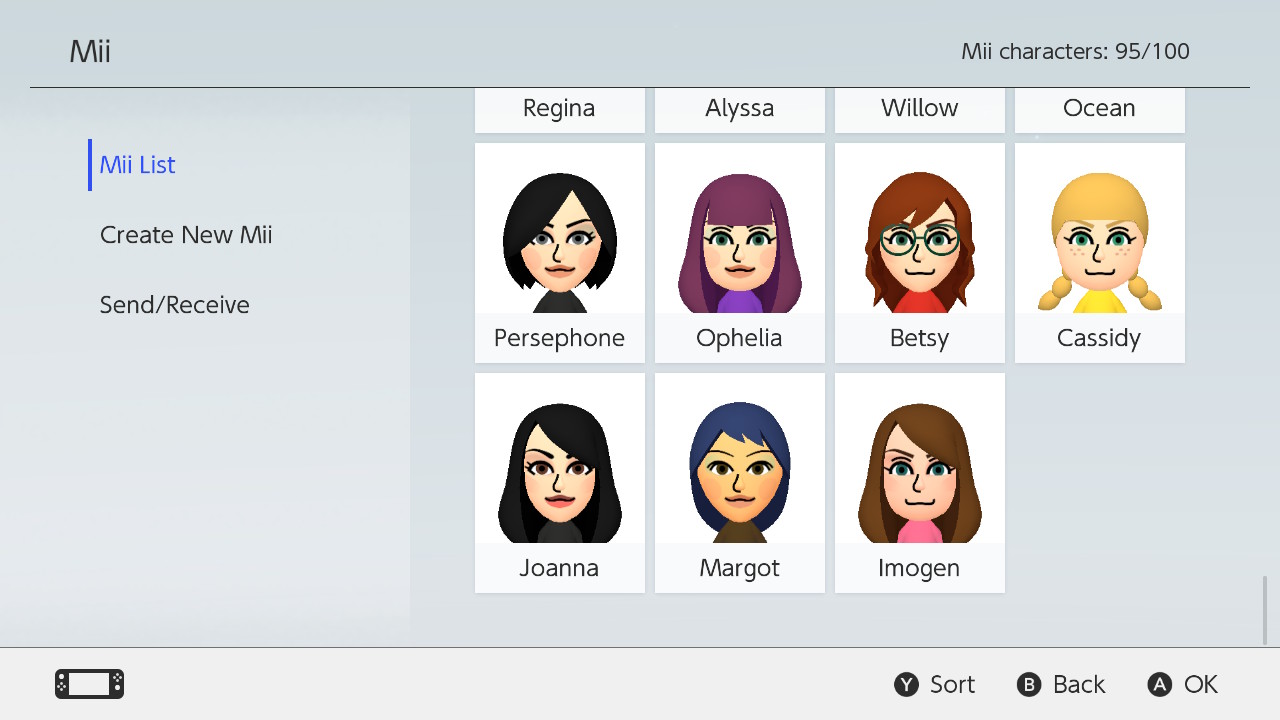 Mii
Mii characters: 95/100
Mii List
Create New Mii
Send/Receive
Regina
Alyssa
Willow
Ocean
Persephone
Ophelia
Betsy
Cassidy
Joanna
Margot
Imogen
Y Sort
B Back
A OK